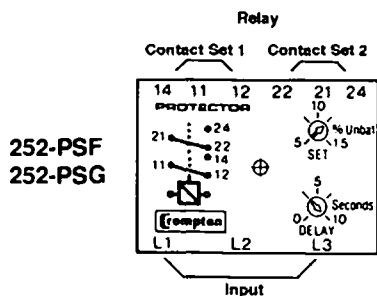 Relay
Contact Set 1 Contact Set 2
14 11 12 22 21 24
PROTECTOR
10
% Unbal
5 15
SET
24
21
22
14
11
12
252-PSF
252-PSG
5
Seconds
0 10
DELAY
Crompton
L1 L2 L3
Input